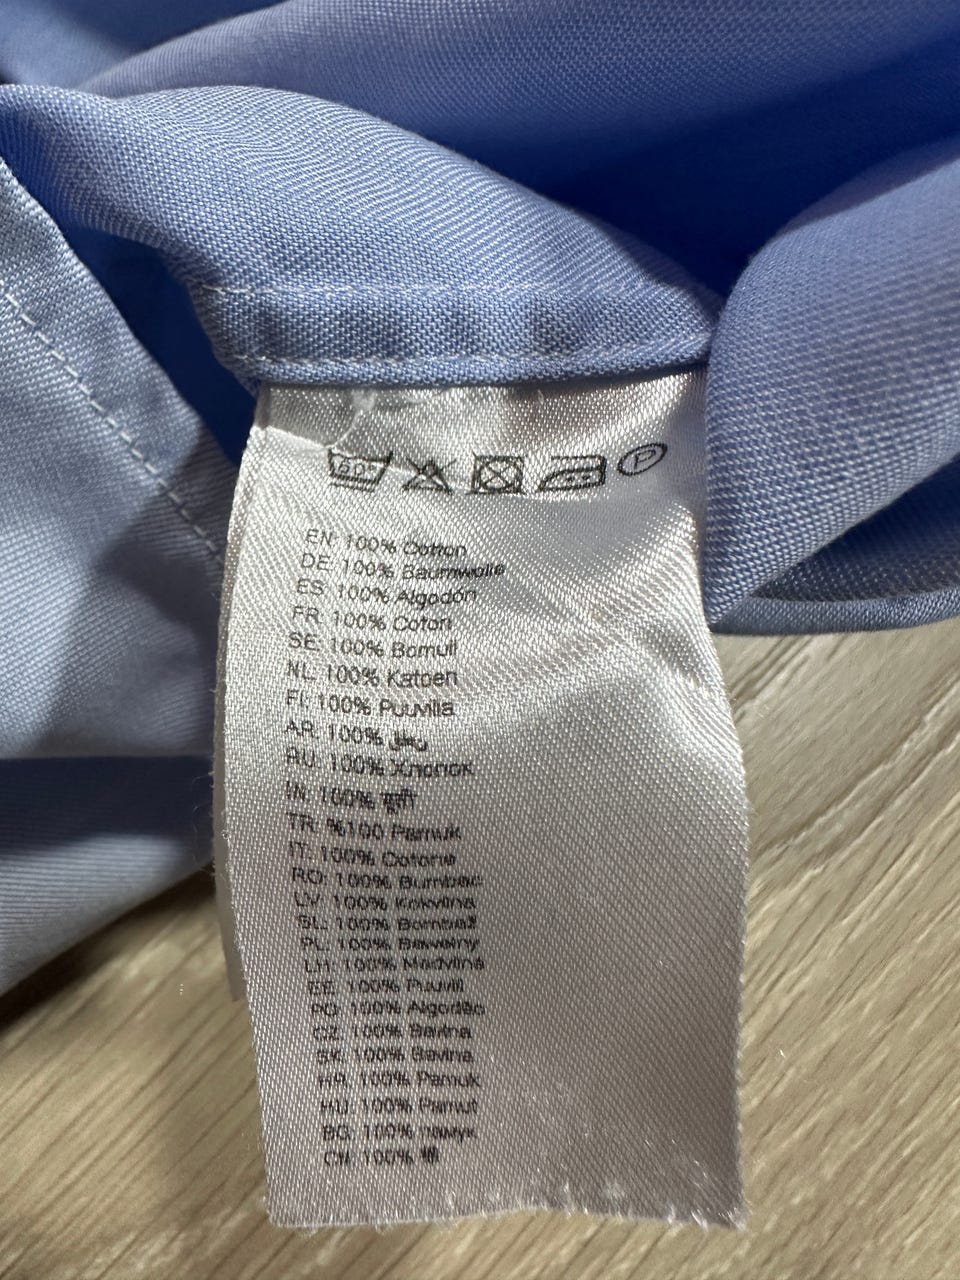 60° P
EN: 100% Cotton
DE: 100% Baumwolle
ES: 100% Algodón
FR: 100% Coton
SE: 100% Bomull
NL: 100% Katoen
FI: 100% Puuvilla
AR: 100%
RU: 100% Хлопок
IN: 100% सूती
TR: %100 Pamuk
IT: 100% Cotone
RO: 100% Bumbac
LV: 100% Kokvilna
SL: 100% Bombaž
PL: 100% Bawełny
LH: 100% Medvilna
EE: 100% Puuvill
PO: 100% Algodão
CZ: 100% Bavlna
SK: 100% Bavlna
HR: 100% Pamuk
HU: 100% Pamut
BG: 100% памук
CN: 100% 棉